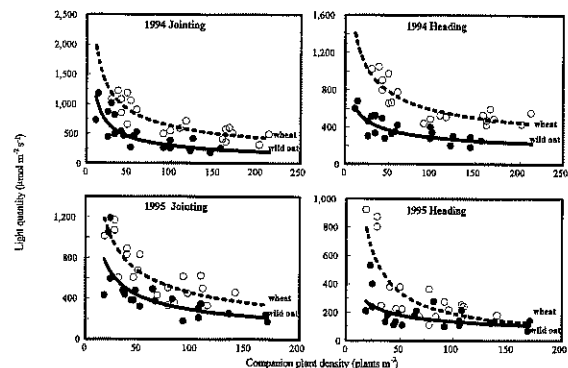 1994 Jointing
2,500
2,000
1,500
1,000
500
0
wheat
wild oat
0 50 100 150 200 250
1994 Heading
1,600
1,200
800
400
0
wheat
wild oat
0 50 100 150 200 250
Light quantity (µmol m⁻² s⁻¹)
1995 Jointing
1,200
800
400
0
wheat
wild oat
0 50 100 150 200
1995 Heading
1,000
800
600
400
200
0
wheat
wild oat
0 50 100 150 200
Companion plant density (plants m⁻²)